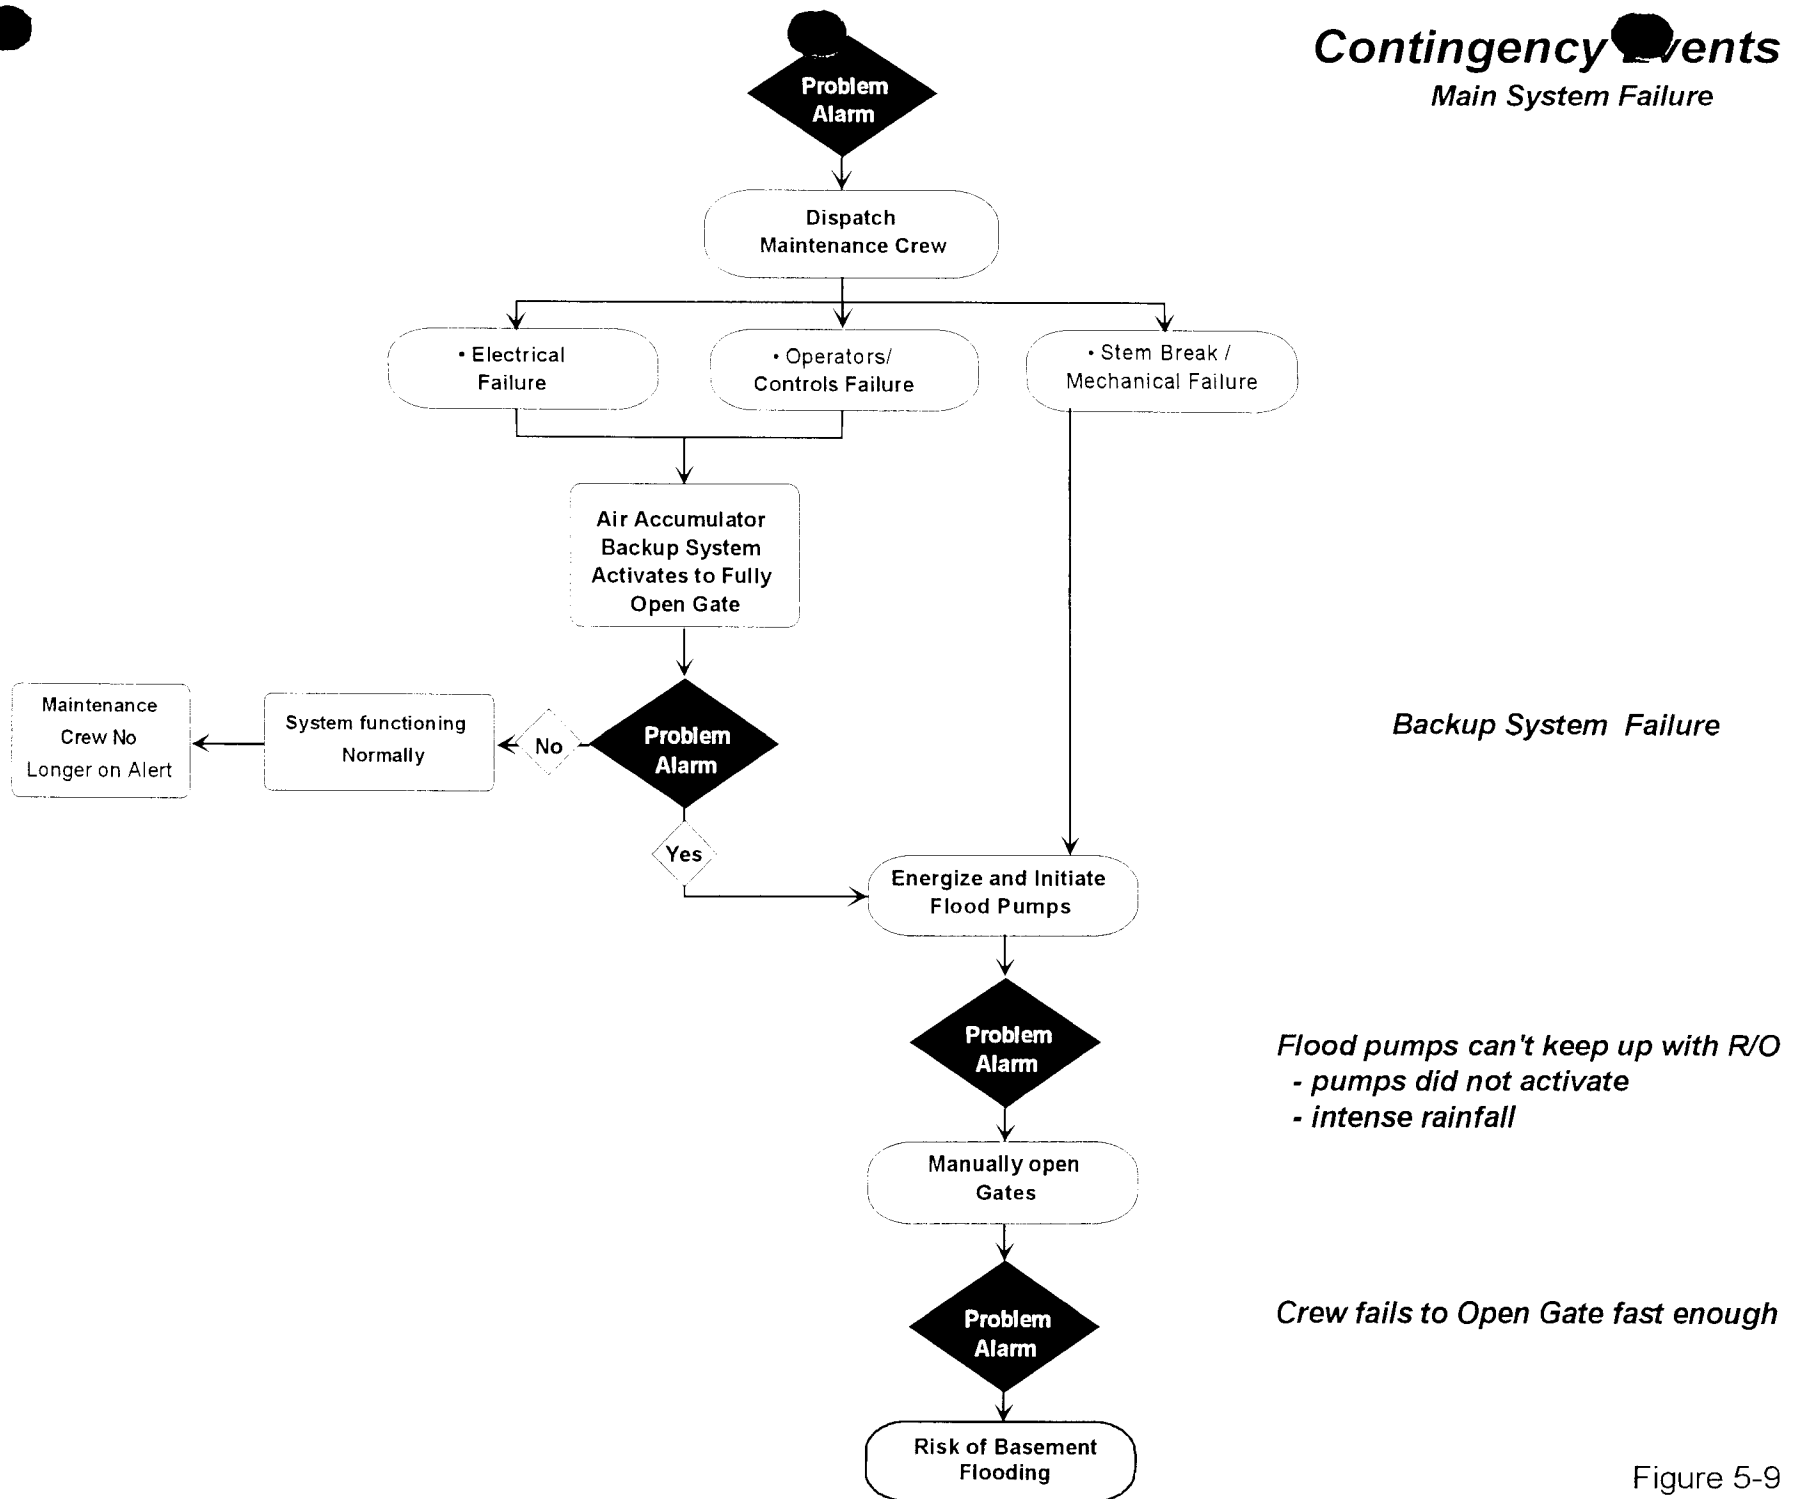 Contingency Events
Main System Failure
Problem
Alarm
Dispatch
Maintenance Crew
• Electrical
Failure
• Operators/
Controls Failure
• Stem Break /
Mechanical Failure
Air Accumulator
Backup System
Activates to Fully
Open Gate
Maintenance
Crew No
Longer on Alert
System functioning
Normally
No
Problem
Alarm
Backup System Failure
Yes
Energize and Initiate
Flood Pumps
Problem
Alarm
Flood pumps can't keep up with R/O
- pumps did not activate
- intense rainfall
Manually open
Gates
Problem
Alarm
Crew fails to Open Gate fast enough
Risk of Basement
Flooding
Figure 5-9